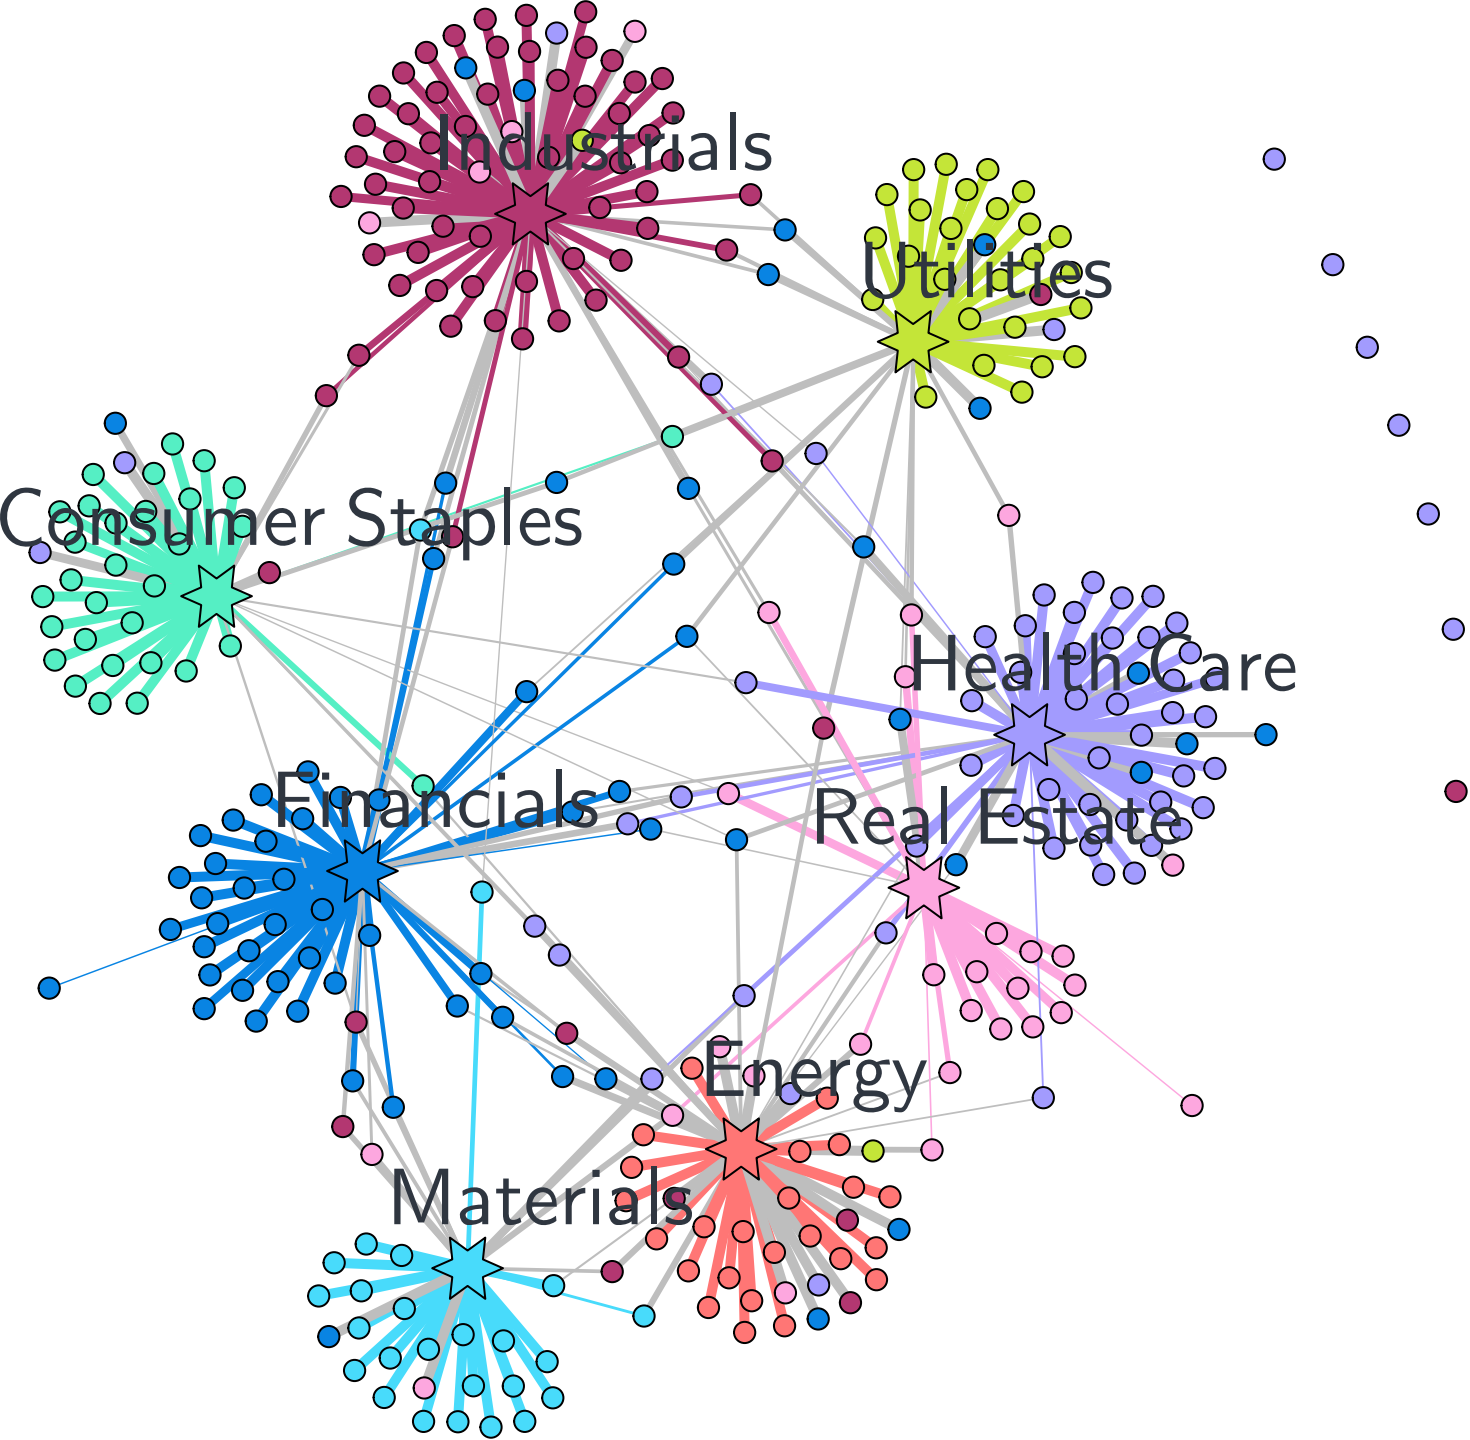 Industrials
Utilities
Consumer Staples
Health Care
Financials
Real Estate
Energy
Materials